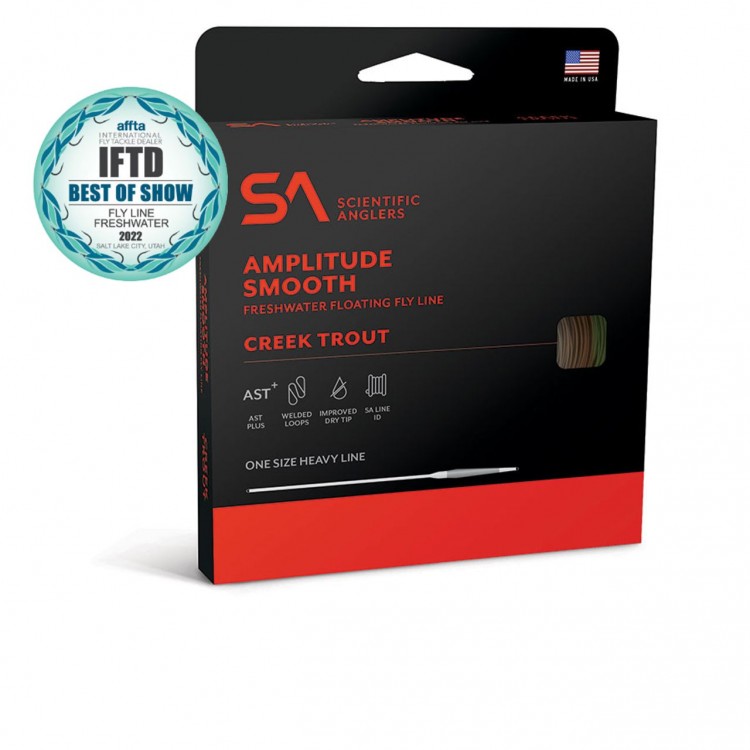 affta
INTERNATIONAL
FLY TACKLE DEALER
IFTD
BEST OF SHOW
FLY LINE
FRESHWATER
2022
SALT LAKE CITY, UTAH
MADE IN USA
SA
SCIENTIFIC
ANGLERS
AMPLITUDE
SMOOTH
FRESHWATER FLOATING FLY LINE
CREEK TROUT
AST+
AST
PLUS
WELDED
LOOPS
IMPROVED
DRY TIP
SA LINE
ID
ONE SIZE HEAVY LINE